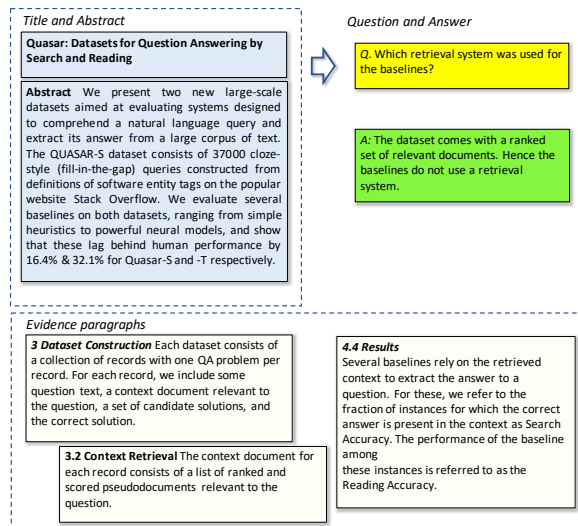 Title and Abstract
Quasar: Datasets for Question Answering by
Search and Reading
Abstract We present two new large-scale
datasets aimed at evaluating systems designed
to comprehend a natural language query and
extract its answer from a large corpus of text.
The QUASAR-S dataset consists of 37000 cloze-
style (fill-in-the-gap) queries constructed from
definitions of software entity tags on the popular
website Stack Overflow. We evaluate several
baselines on both datasets, ranging from simple
heuristics to powerful neural models, and show
that these lag behind human performance by
16.4% & 32.1% for Quasar-S and -T respectively.
Question and Answer
Q. Which retrieval system was used for
the baselines?
A: The dataset comes with a ranked
set of relevant documents. Hence the
baselines do not use a retrieval
system.
Evidence paragraphs
3 Dataset Construction Each dataset consists of
a collection of records with one QA problem per
record. For each record, we include some
question text, a context document relevant to
the question, a set of candidate solutions, and
the correct solution.
3.2 Context Retrieval The context document for
each record consists of a list of ranked and
scored pseudodocuments relevant to the
question.
4.4 Results
Several baselines rely on the retrieved
context to extract the answer to a
question. For these, we refer to the
fraction of instances for which the correct
answer is present in the context as Search
Accuracy. The performance of the baseline
among
these instances is referred to as the
Reading Accuracy.